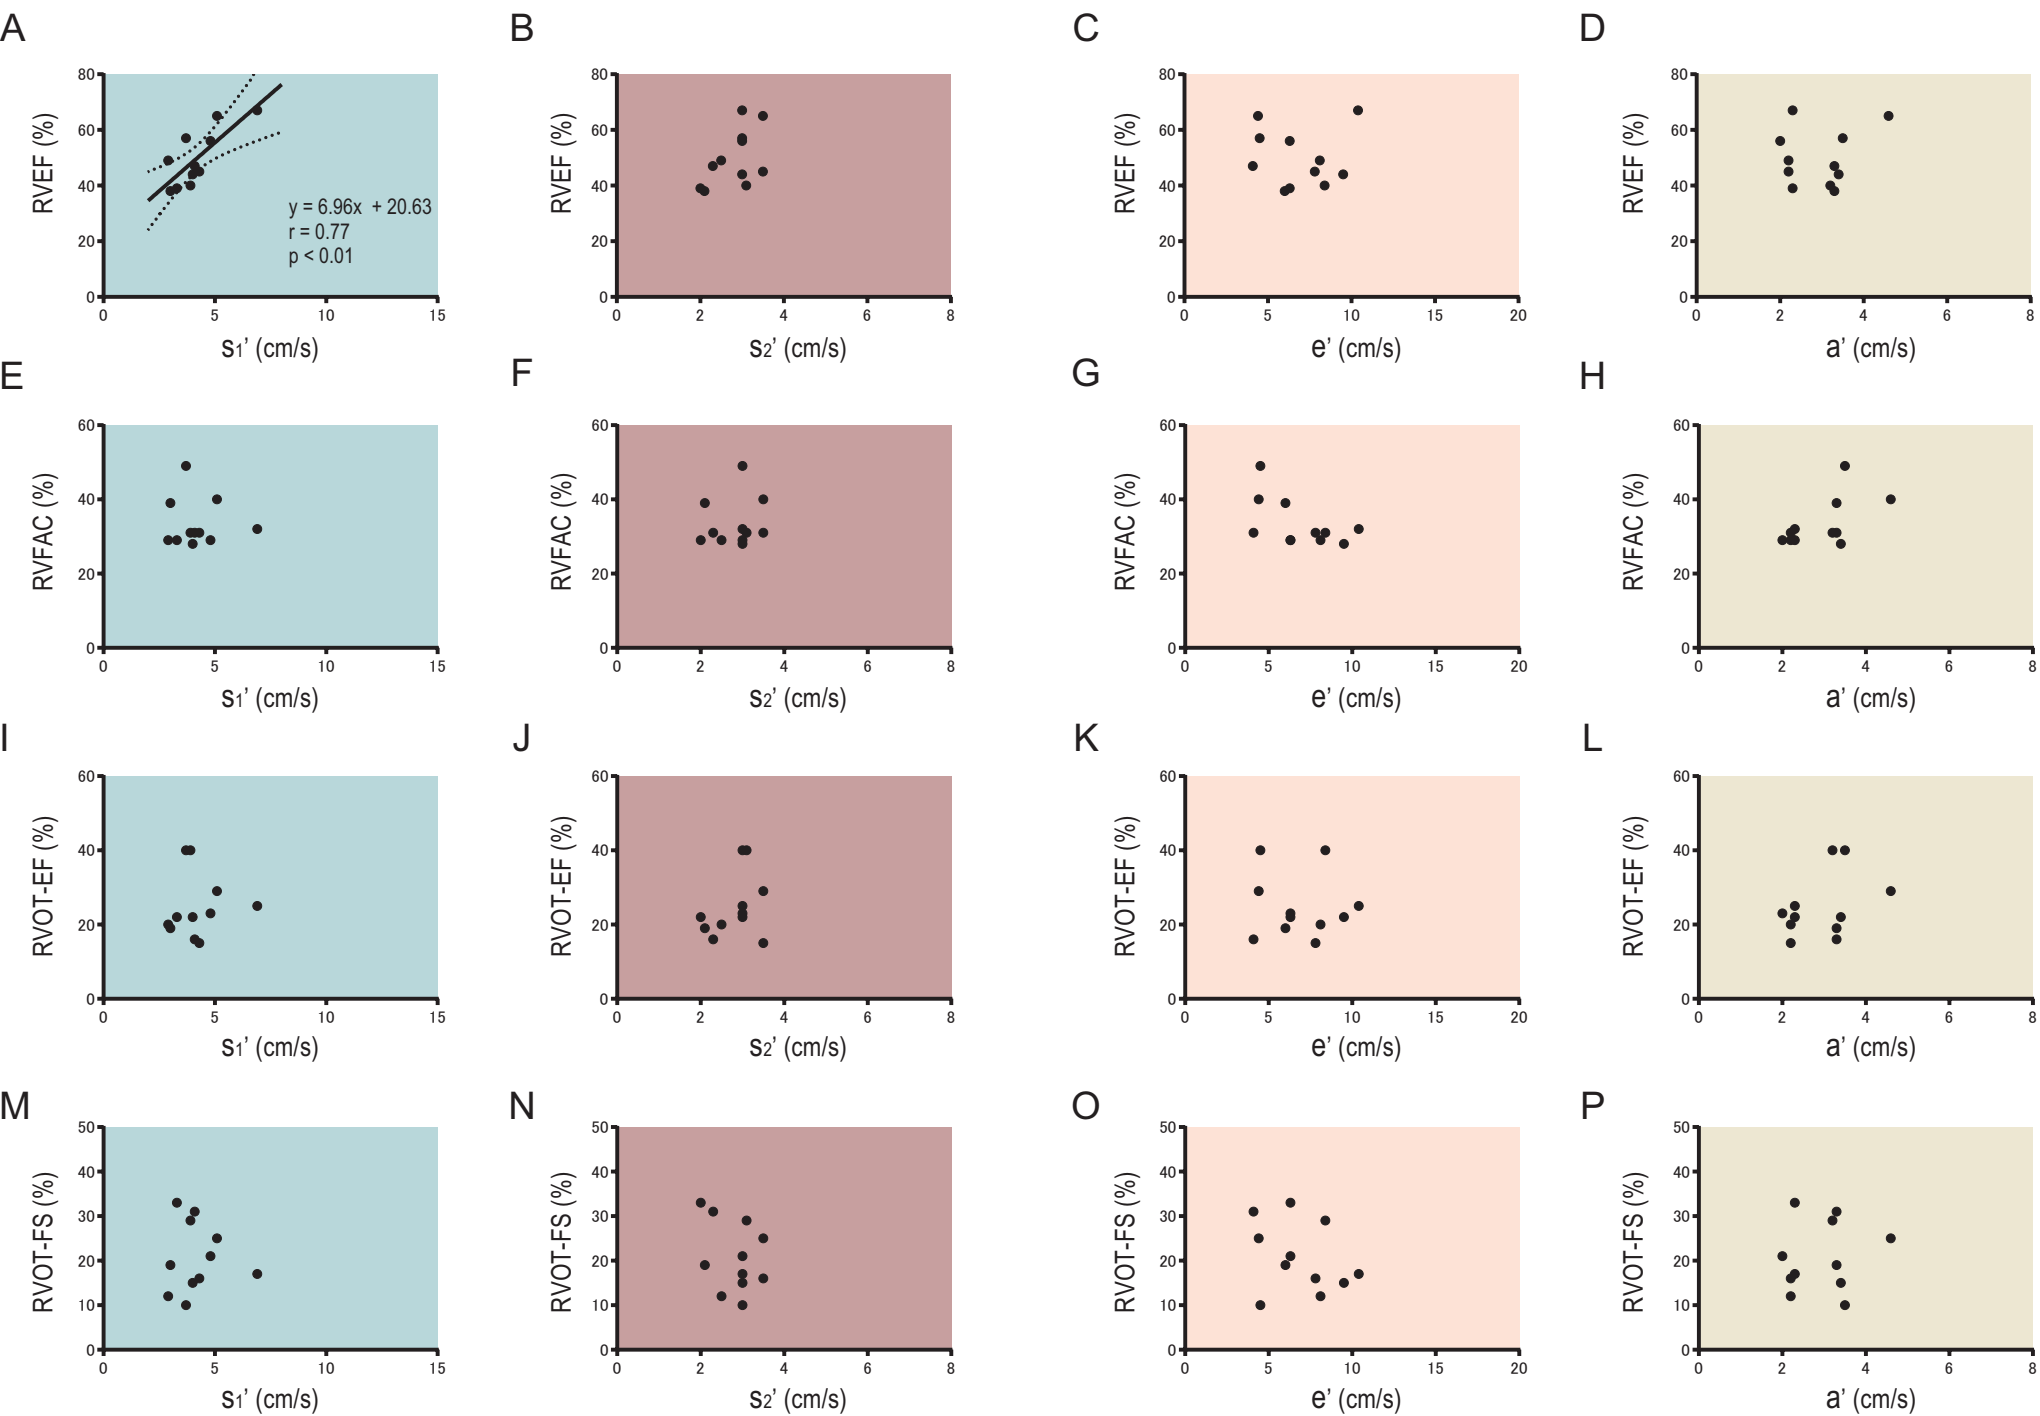 A B C D
80 80 80 80
60 60 60 60
40 40 40 40
20 20 20 20
0 0 0 0
RVEF (%) RVEF (%) RVEF (%) RVEF (%)
y = 6.96x + 20.63
r = 0.77
p < 0.01
0 5 10 15 0 2 4 6 8 0 5 10 15 20 0 2 4 6 8
s1’ (cm/s) s2’ (cm/s) e’ (cm/s) a’ (cm/s)
E F G H
60 60 60 60
40 40 40 40
20 20 20 20
0 0 0 0
RVFAC (%) RVFAC (%) RVFAC (%) RVFAC (%)
0 5 10 15 0 2 4 6 8 0 5 10 15 20 0 2 4 6 8
s1’ (cm/s) s2’ (cm/s) e’ (cm/s) a’ (cm/s)
I J K L
60 60 60 60
40 40 40 40
20 20 20 20
0 0 0 0
RVOT-EF (%) RVOT-EF (%) RVOT-EF (%) RVOT-EF (%)
0 5 10 15 0 2 4 6 8 0 5 10 15 20 0 2 4 6 8
s1’ (cm/s) s2’ (cm/s) e’ (cm/s) a’ (cm/s)
M N O P
50 50 50 50
40 40 40 40
30 30 30 30
20 20 20 20
10 10 10 10
0 0 0 0
RVOT-FS (%) RVOT-FS (%) RVOT-FS (%) RVOT-FS (%)
0 5 10 15 0 2 4 6 8 0 5 10 15 20 0 2 4 6 8
s1’ (cm/s) s2’ (cm/s) e’ (cm/s) a’ (cm/s)